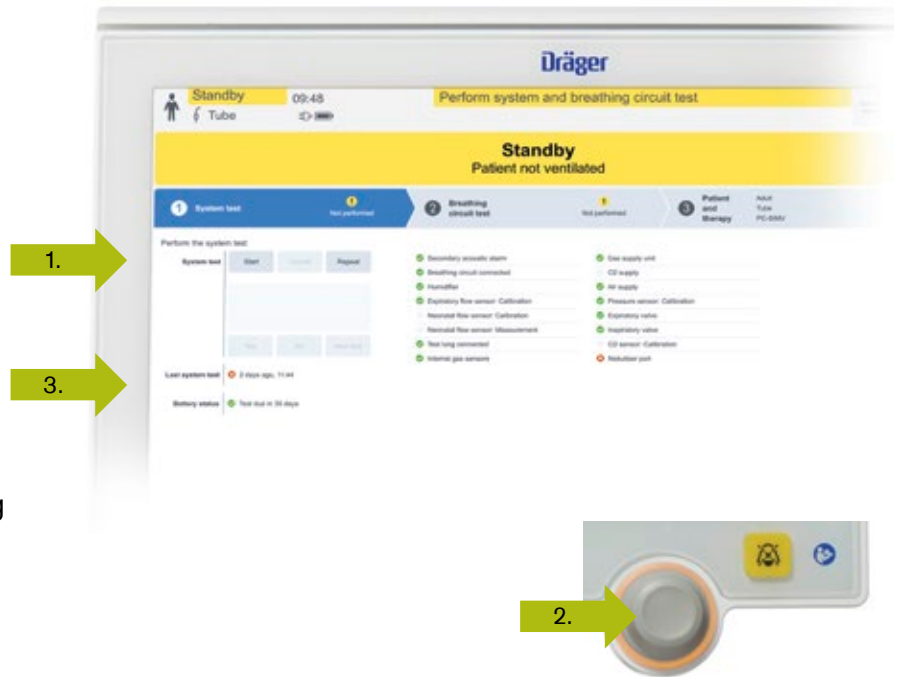 Dräger
Standby 09:48 Perform system and breathing circuit test
Tube
Standby
Patient not ventilated
1 System test ! Not performed 2 Breathing circuit test ! Not performed 3 Patient and therapy Adult Tube PC-SIMV
Perform the system test:
1.
System test Start Cancel Repeat
Secondary acoustic alarm
Breathing circuit connected
Humidifier
Expiratory flow sensor: Calibration
Neonatal flow sensor: Calibration
Neonatal flow sensor: Measurement
Test lung connected
Internal gas sensors
Gas supply unit
O2 supply
Air supply
Pressure sensor: Calibration
Expiratory valve
Inspiratory valve
O2 sensor: Calibration
Nebulizer port
3.
Last system test 2 days ago, 11:44
Battery status Test due in 35 days
g
2.